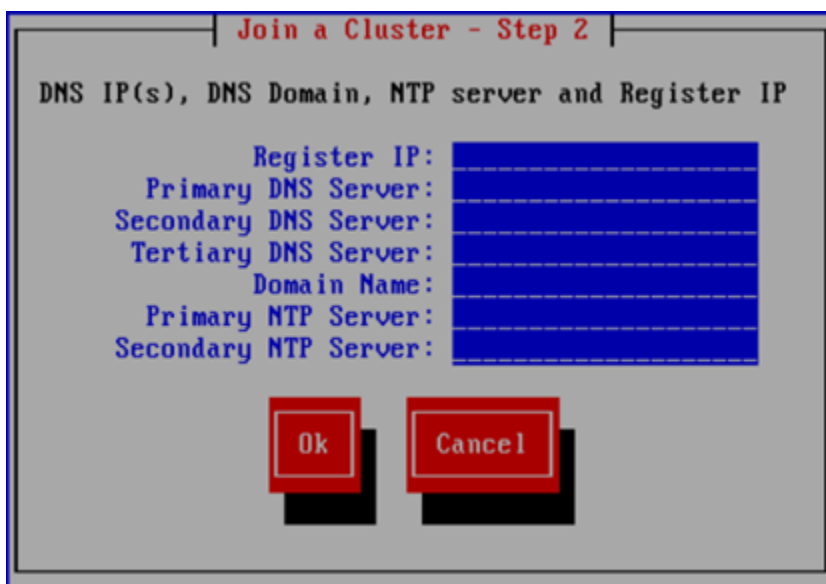 Join a Cluster - Step 2
DNS IP(s), DNS Domain, NTP server and Register IP
Register IP:
Primary DNS Server:
Secondary DNS Server:
Tertiary DNS Server:
Domain Name:
Primary NTP Server:
Secondary NTP Server:
Ok Cancel